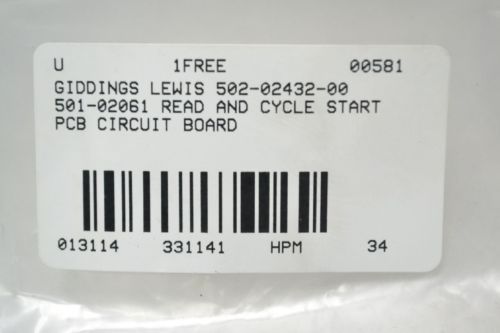 U 1FREE 00581
GIDDINGS LEWIS 502-02432-00
501-02061 READ AND CYCLE START
PCB CIRCUIT BOARD
013114 331141 HPM 34